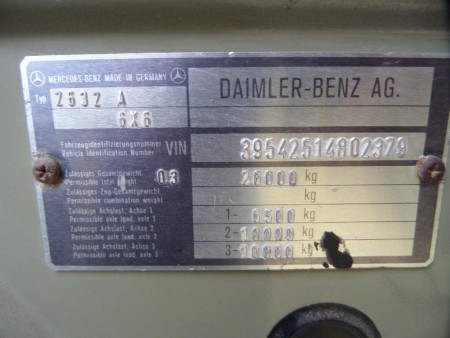 MERCEDES-BENZ MADE IN GERMANY
DAIMLER-BENZ AG.
Typ 2632 A
6X6
Fahrzeugidentifizierungsnummer
Vehicle Identification Number VIN 39542514802379
Zulässiges Gesamtgewicht
Permissible total weight 03 26000 kg
Zulässiges Zug-Gesamtgewicht
Permissible combination weight kg
Zulässige Achslast, Achse 1
Permissible axle load, axle 1 1- 6500 kg
Zulässige Achslast, Achse 2
Permissible axle load, axle 2 2- 10000 kg
Zulässige Achslast, Achse 3
Permissible axle load, axle 3 3- 10000 kg